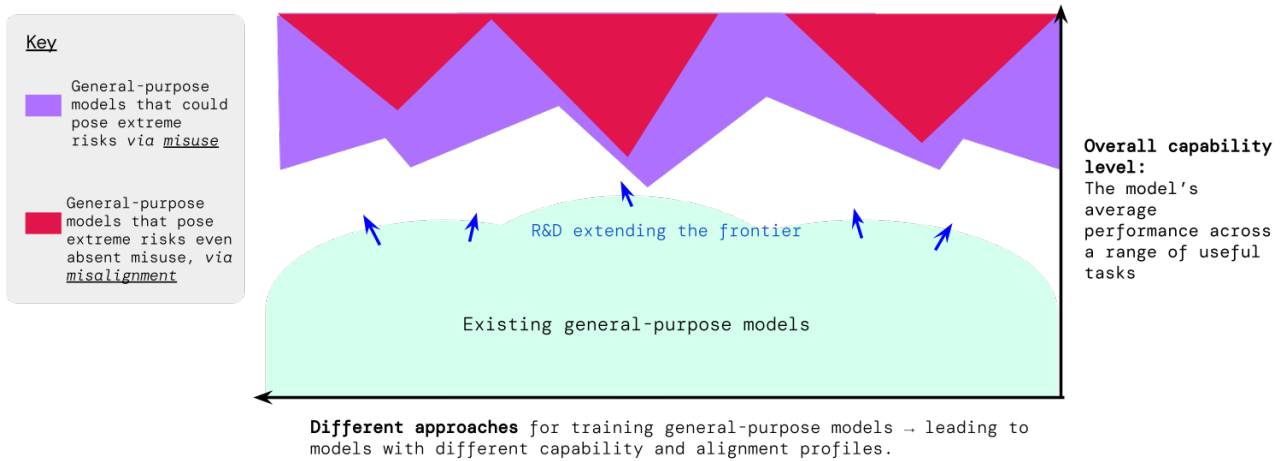 Key
General-purpose
models that could
pose extreme
risks via misuse
General-purpose
models that pose
extreme risks even
absent misuse, via
misalignment
R&D extending the frontier
Existing general-purpose models
Overall capability
level:
The model's
average
performance across
a range of useful
tasks
Different approaches for training general-purpose models → leading to
models with different capability and alignment profiles.